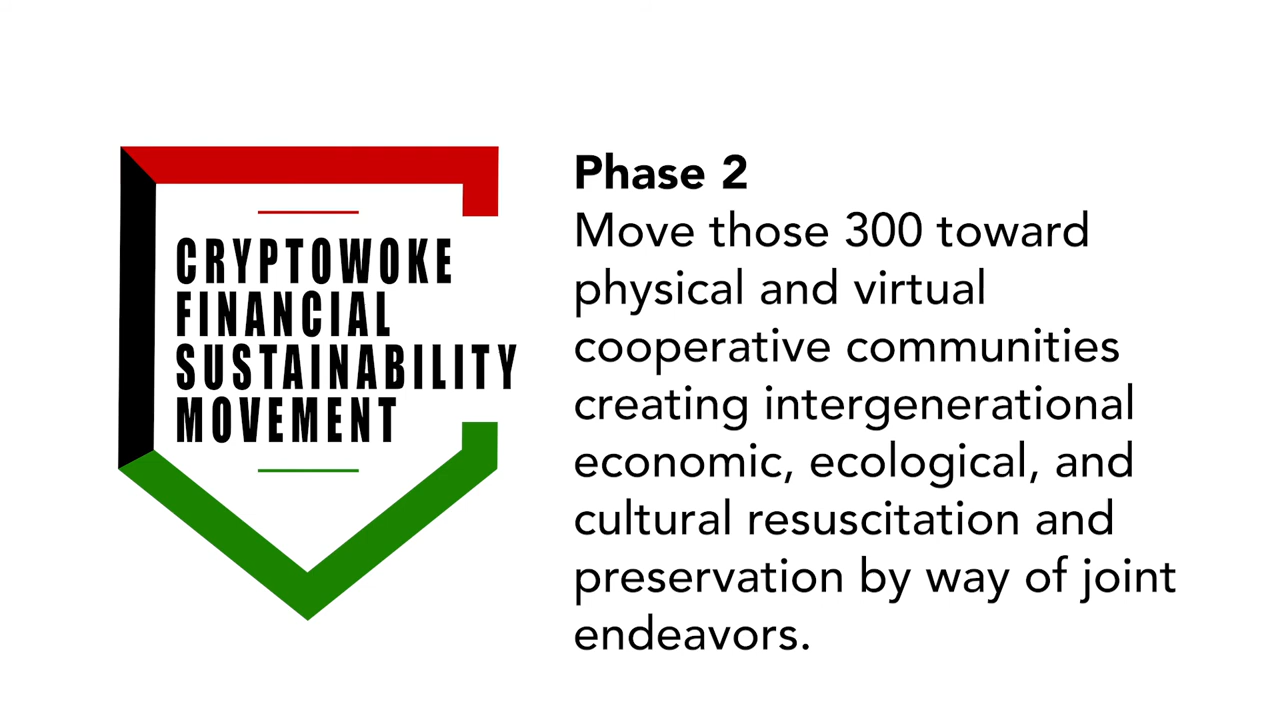 CRYPTOWOKE
FINANCIAL
SUSTAINABILITY
MOVEMENT
Phase 2
Move those 300 toward
physical and virtual
cooperative communities
creating intergenerational
economic, ecological, and
cultural resuscitation and
preservation by way of joint
endeavors.